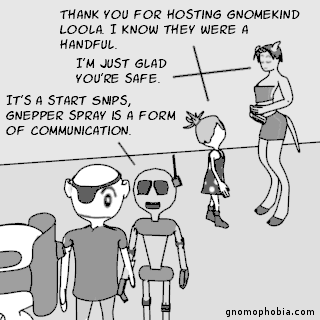 THANK YOU FOR HOSTING GNOMEKIND
LOOLA. I KNOW THEY WERE A
HANDFUL.
I'M JUST GLAD
YOU'RE SAFE.
IT'S A START SNIPS,
GNEPPER SPRAY IS A FORM
OF COMMUNICATION.
gnomophobia.com